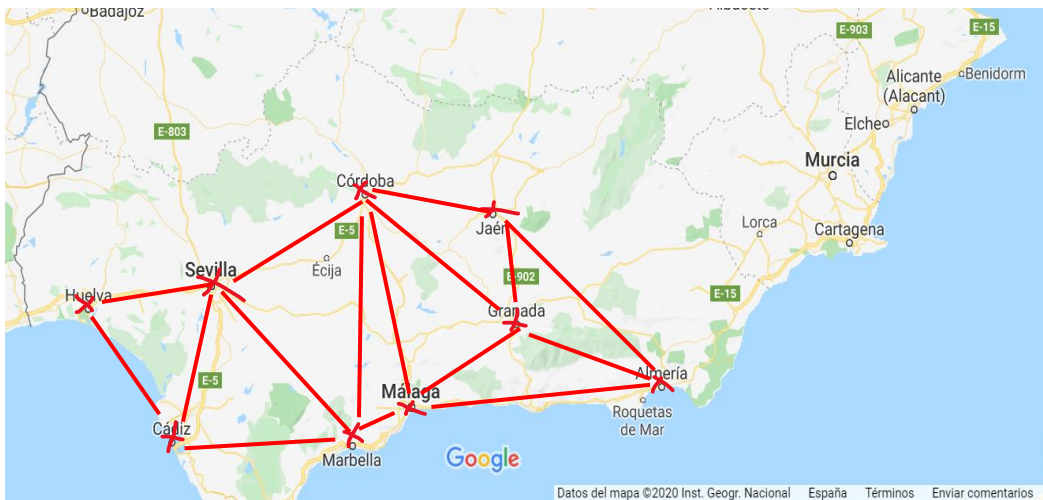 Badajoz
Albacete
E-903
E-15
Benidorm
Alicante
(Alacant)
Elche
E-803
Murcia
Córdoba
Jaén
Lorca
Cartagena
E-5
Écija
Sevilla
E-902
E-15
Huelva
Granada
Almería
E-5
Málaga
Roquetas
de Mar
Cádiz
Marbella
Google
Datos del mapa ©2020 Inst. Geogr. Nacional España Términos Enviar comentarios